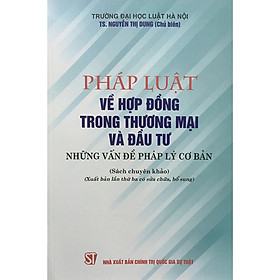 TRƯỜNG ĐẠI HỌC LUẬT HÀ NỘI
TS. NGUYỄN THỊ DUNG (Chủ biên)
PHÁP LUẬT
VỀ HỢP ĐỒNG
TRONG THƯƠNG MẠI
VÀ ĐẦU TƯ
NHỮNG VẤN ĐỀ PHÁP LÝ CƠ BẢN
(Sách chuyên khảo)
(Xuất bản lần thứ ba có sửa chữa, bổ sung)
ST
NHÀ XUẤT BẢN CHÍNH TRỊ QUỐC GIA SỰ THẬT